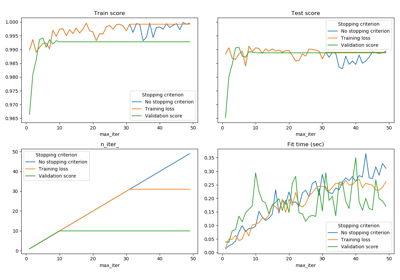 Train score
1.000
0.995
0.990
0.985
0.980
0.975
0.970
0.965
Stopping criterion
No stopping criterion
Training loss
Validation score
0 10 20 30 40 50
max_iter
Test score
Stopping criterion
No stopping criterion
Training loss
Validation score
0 10 20 30 40 50
max_iter
n_iter_
50
40
30
20
10
0
Stopping criterion
No stopping criterion
Training loss
Validation score
0 10 20 30 40 50
max_iter
Fit time (sec)
0.35
0.30
0.25
0.20
0.15
0.10
0.05
0.00
Stopping criterion
No stopping criterion
Training loss
Validation score
0 10 20 30 40 50
max_iter